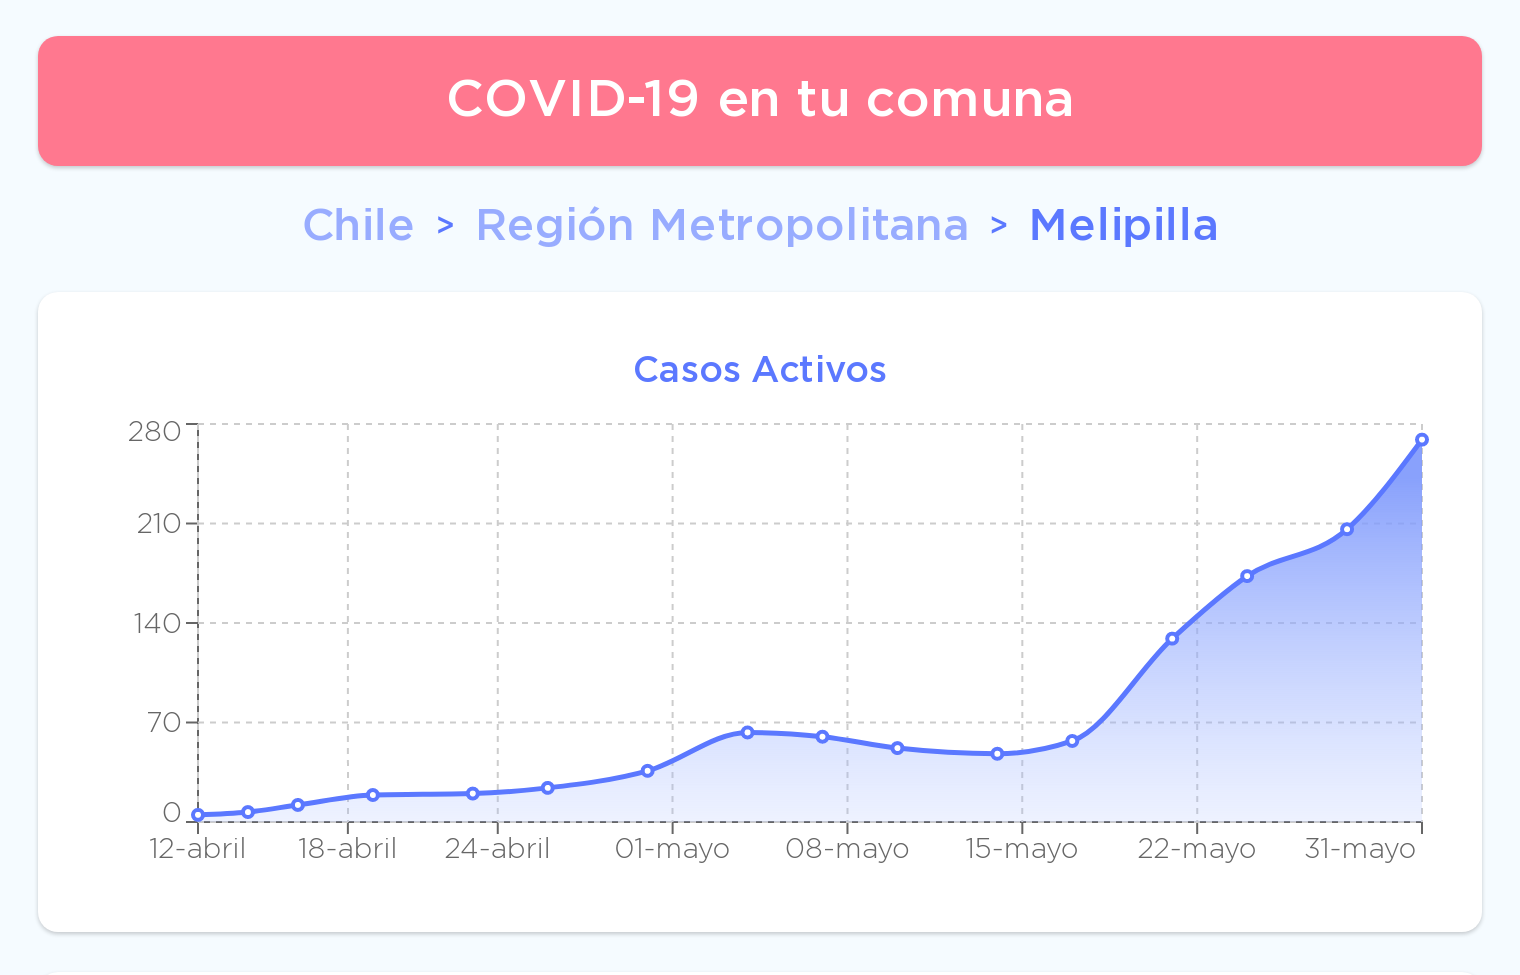 COVID-19 en tu comuna
Chile > Región Metropolitana > Melipilla
Casos Activos
280
210
140
70
0
12-abril 18-abril 24-abril 01-mayo 08-mayo 15-mayo 22-mayo 31-mayo